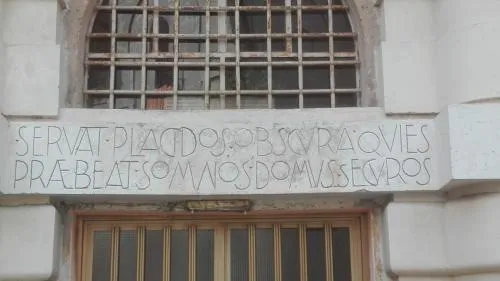 SERVAT·PLACIDOS·OBSCVRA QVIES
PRÆBEAT·SOMNOS·DOMVS·SECVROS